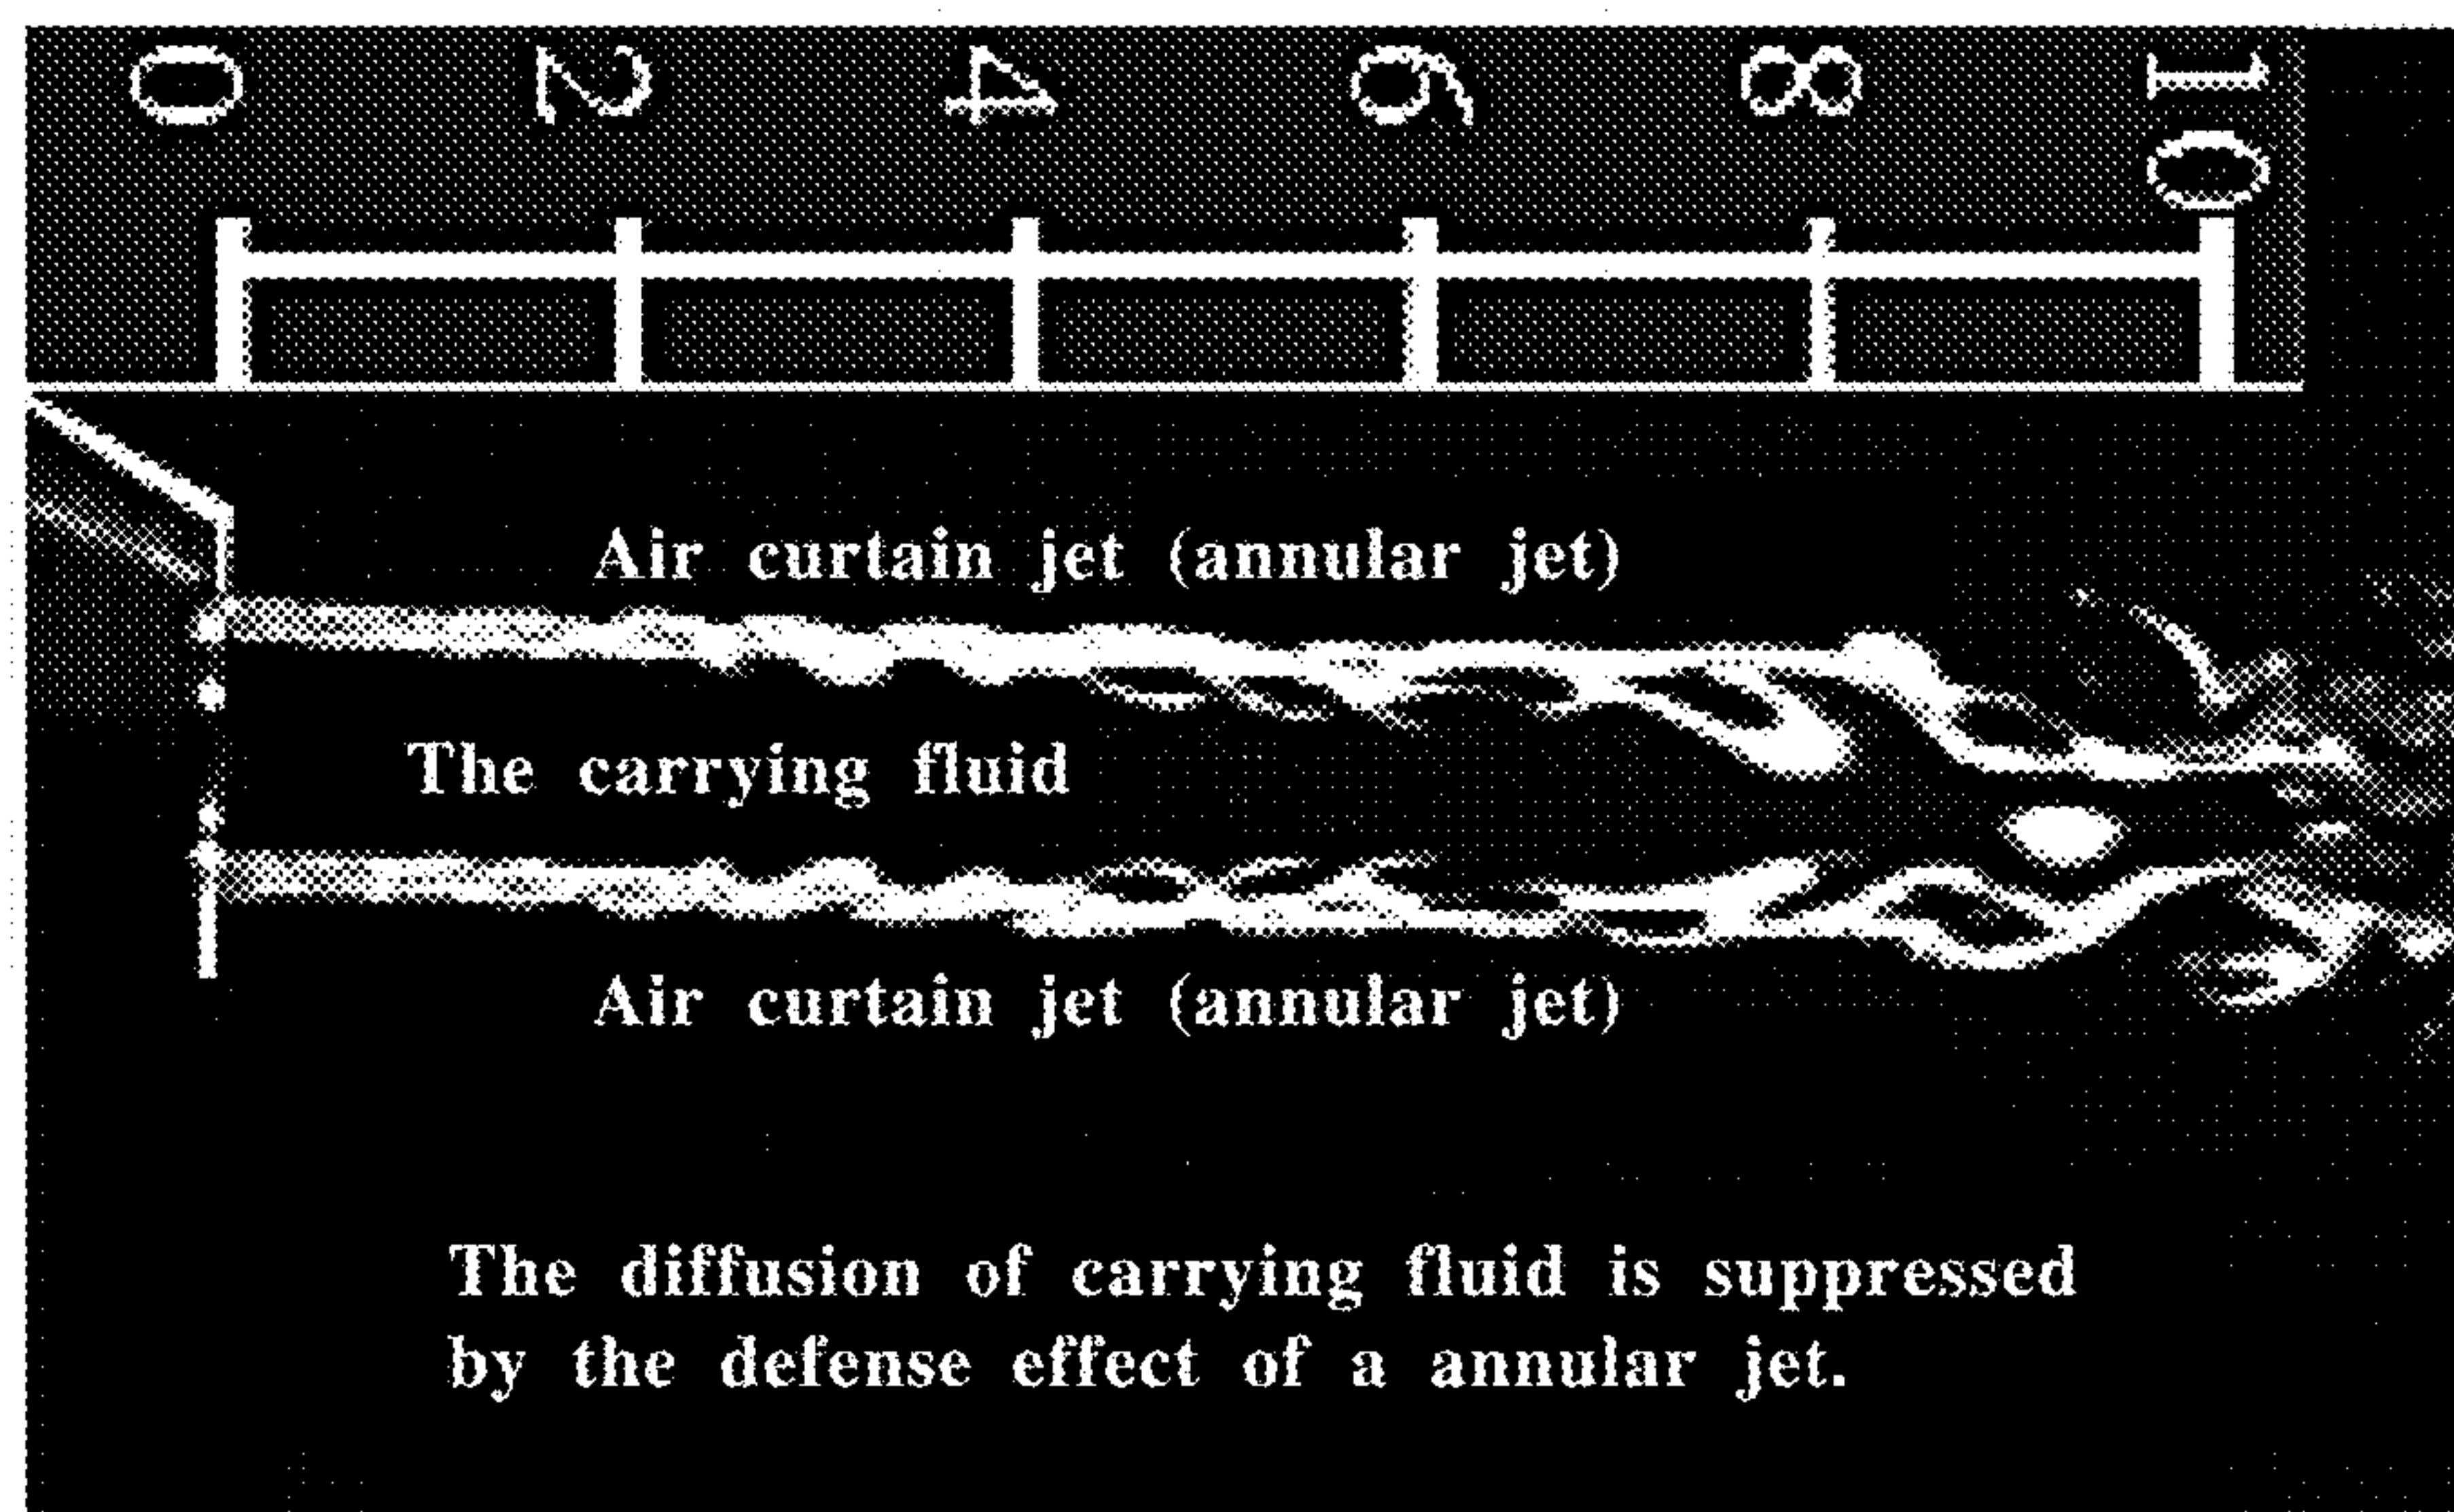 0 2 4 6 8 10
Air curtain jet (annular jet)
The carrying fluid
Air curtain jet (annular jet)
The diffusion of carrying fluid is suppressed
by the defense effect of a annular jet.